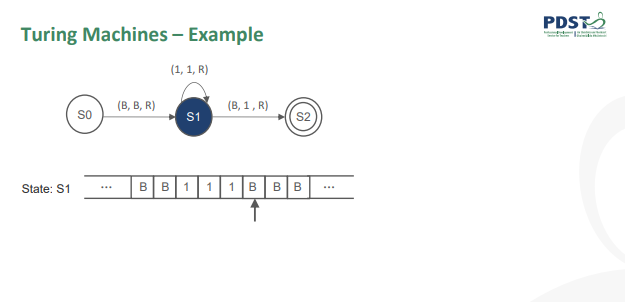 Turing Machines – Example
PDST
(1, 1, R)
(B, B, R)
(B, 1 , R)
S0
S1
S2
State: S1
... B B 1 1 1 B B B ...